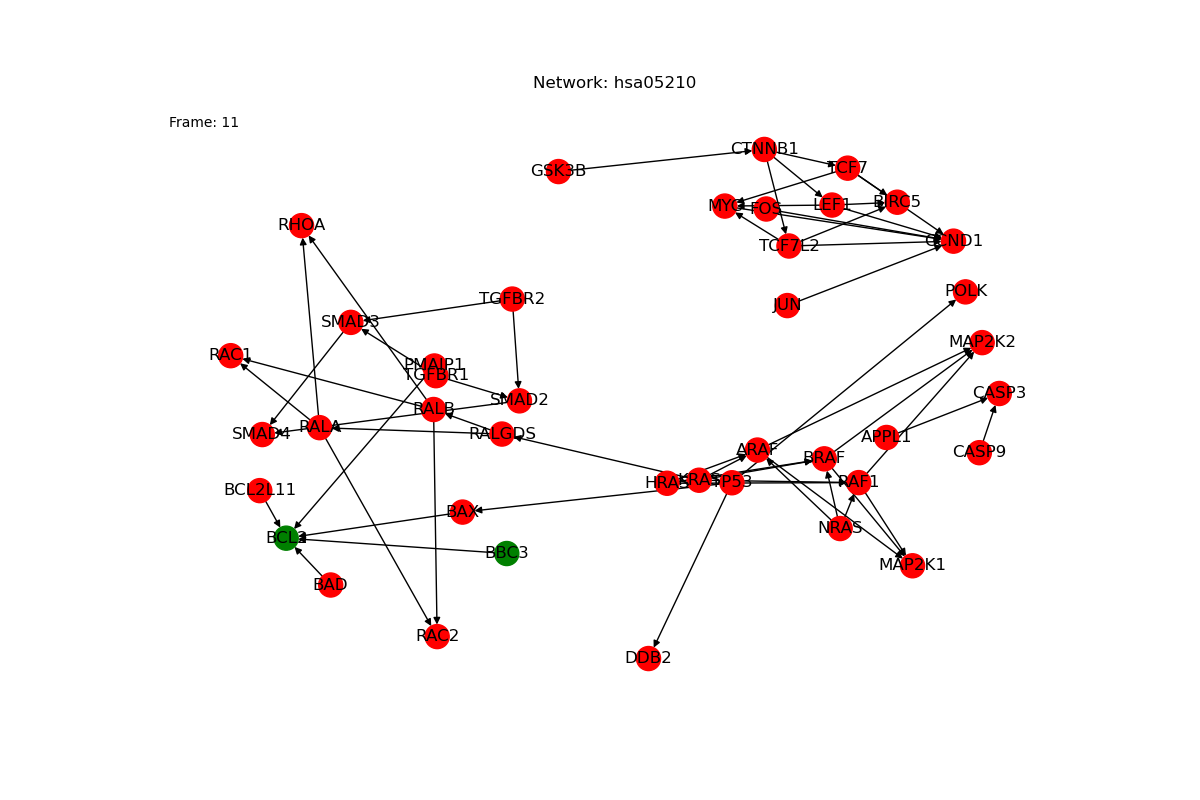 Network: hsa05210
Frame: 11
CTNNB1
TCF7
GSK3B
MYC
FOS
LEF1
BIRC5
RHOA
TCF7L2
CCND1
POLK
TGFBR2
JUN
SMAD3
MAP2K2
RAC1
PMAIP1
TGFBR1
CASP3
SMAD2
RALB
RALA
SMAD4
RALGDS
APPL1
ARAF
CASP9
BRAF
HRAS
KRAS
TP53
RAF1
BCL2L11
BAX
NRAS
BCL2
BBC3
MAP2K1
BAD
RAC2
DDB2